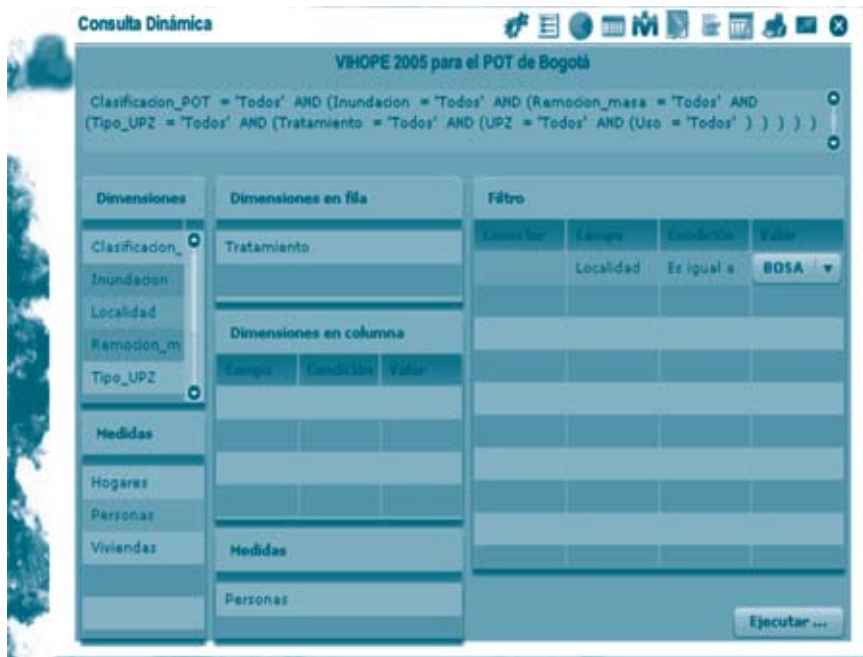 Consulta Dinámica
VIHOPE 2005 para el POT de Bogotá
Clasificacion_POT = 'Todos' AND (Inundacion = 'Todos' AND (Remocion_masa = 'Todos' AND
(Tipo_UPZ = 'Todos' AND (Tratamiento = 'Todos' AND (UPZ = 'Todos' AND (Uso = 'Todos' ) ) ) ) ) )
Dimensiones
Clasificacion_
Inundacion
Localidad
Remocion_m
Tipo_UPZ
Medidas
Hogares
Personas
Viviendas
Dimensiones en fila
Tratamiento
Dimensiones en columna
Campo Condición Valor
Medidas
Personas
Filtro
Conector Campo Condición Valor
Localidad Es igual a BOSA
Ejecutar ...